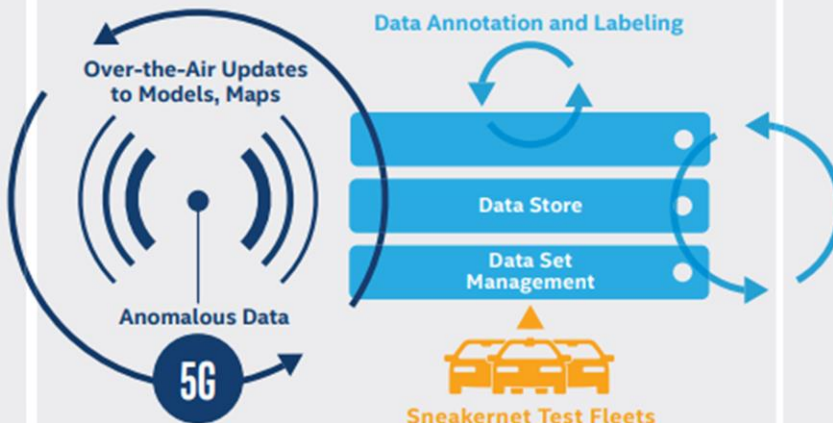 Data Annotation and Labeling
Over-the-Air Updates
to Models, Maps
Data Store
Data Set
Management
Anomalous Data
5G
Sneakernet Test Fleets